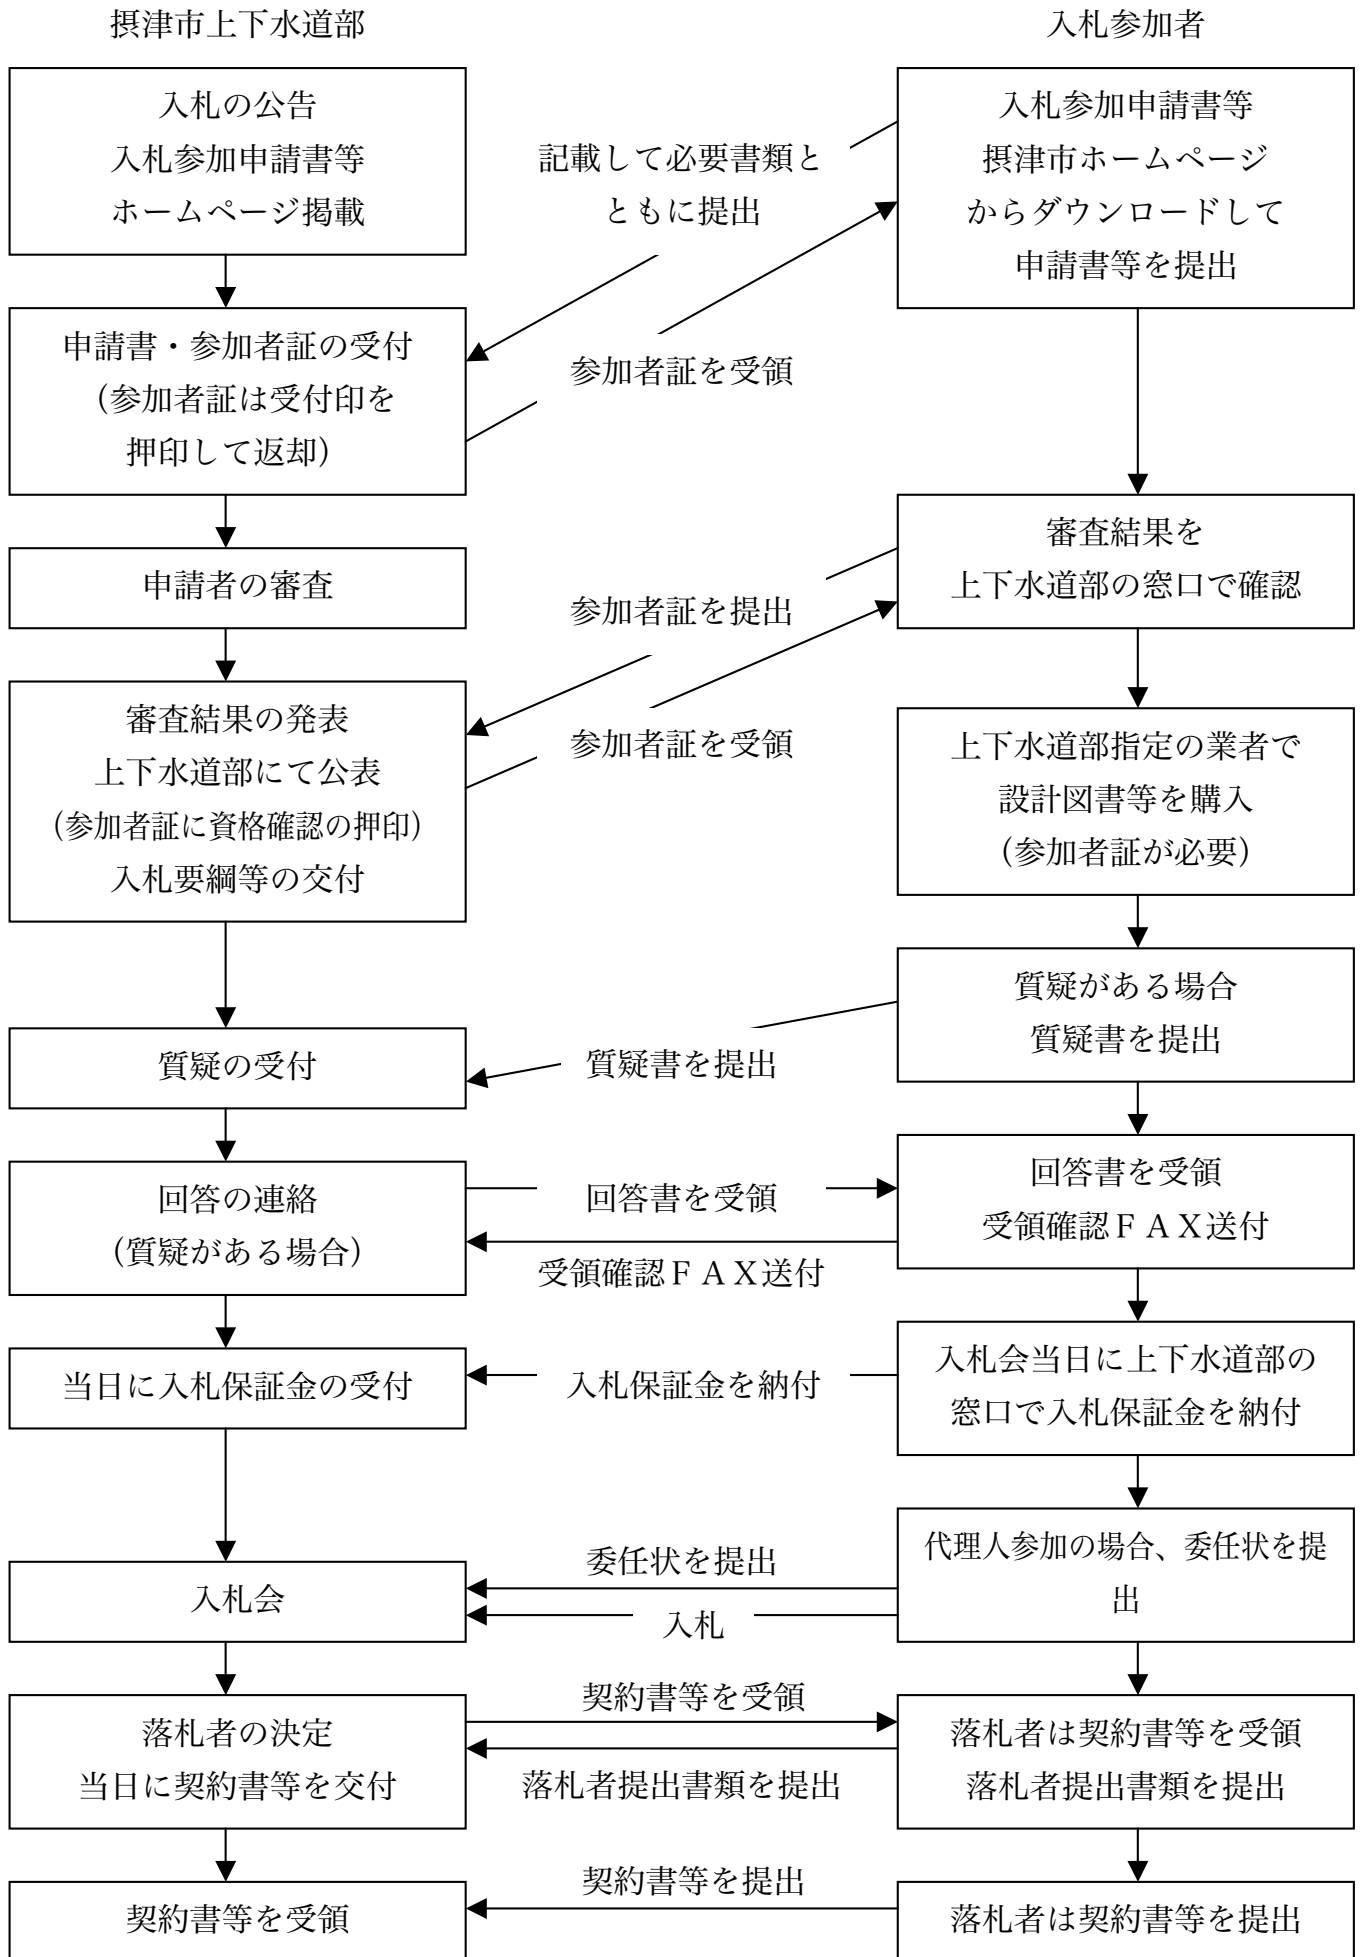 摂津市上下水道部
入札参加者
入札の公告
入札参加申請書等
ホームページ掲載
記載して必要書類と
ともに提出
入札参加申請書等
摂津市ホームページ
からダウンロードして
申請書等を提出
申請書・参加者証の受付
（参加者証は受付印を
押印して返却）
参加者証を受領
申請者の審査
参加者証を提出
審査結果を
上下水道部の窓口で確認
審査結果の発表
上下水道部にて公表
（参加者証に資格確認の押印）
入札要綱等の交付
参加者証を受領
上下水道部指定の業者で
設計図書等を購入
（参加者証が必要）
質疑がある場合
質疑書を提出
質疑の受付
質疑書を提出
回答の連絡
（質疑がある場合）
回答書を受領
受領確認ＦＡＸ送付
回答書を受領
受領確認ＦＡＸ送付
当日に入札保証金の受付
入札保証金を納付
入札会当日に上下水道部の
窓口で入札保証金を納付
入札会
委任状を提出
入札
代理人参加の場合、委任状を提
出
落札者の決定
当日に契約書等を交付
契約書等を受領
落札者提出書類を提出
落札者は契約書等を受領
落札者提出書類を提出
契約書等を受領
契約書等を提出
落札者は契約書等を提出